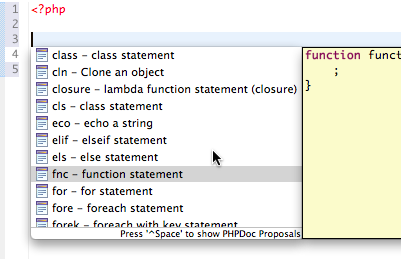 1 <?php
2
3
4
5
class – class statement
cln – Clone an object
closure – lambda function statement (closure)
cls – class statement
eco – echo a string
elif – elseif statement
els – else statement
fnc – function statement
for – for statement
fore – foreach statement
forek – foreach with key statement
Press '^Space' to show PHPDoc Proposals
function funct
;
}